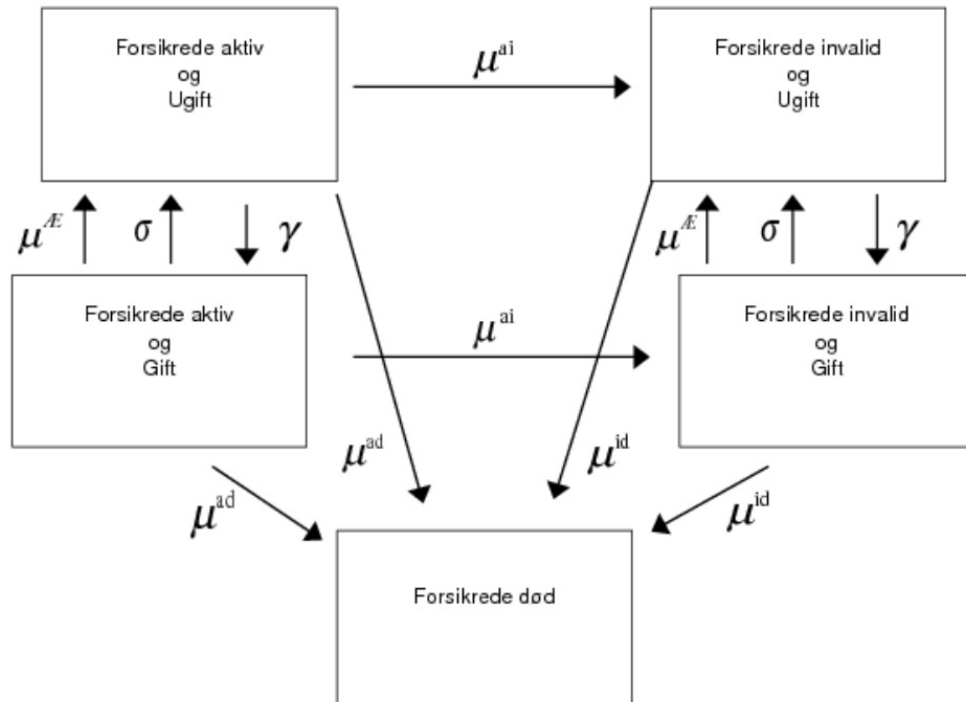 Forsikrede aktiv
og
Ugift
μ^ai
Forsikrede invalid
og
Ugift
μ^Æ
σ
γ
μ^Æ
σ
γ
Forsikrede aktiv
og
Gift
μ^ai
Forsikrede invalid
og
Gift
μ^ad
μ^id
μ^ad
μ^id
Forsikrede død